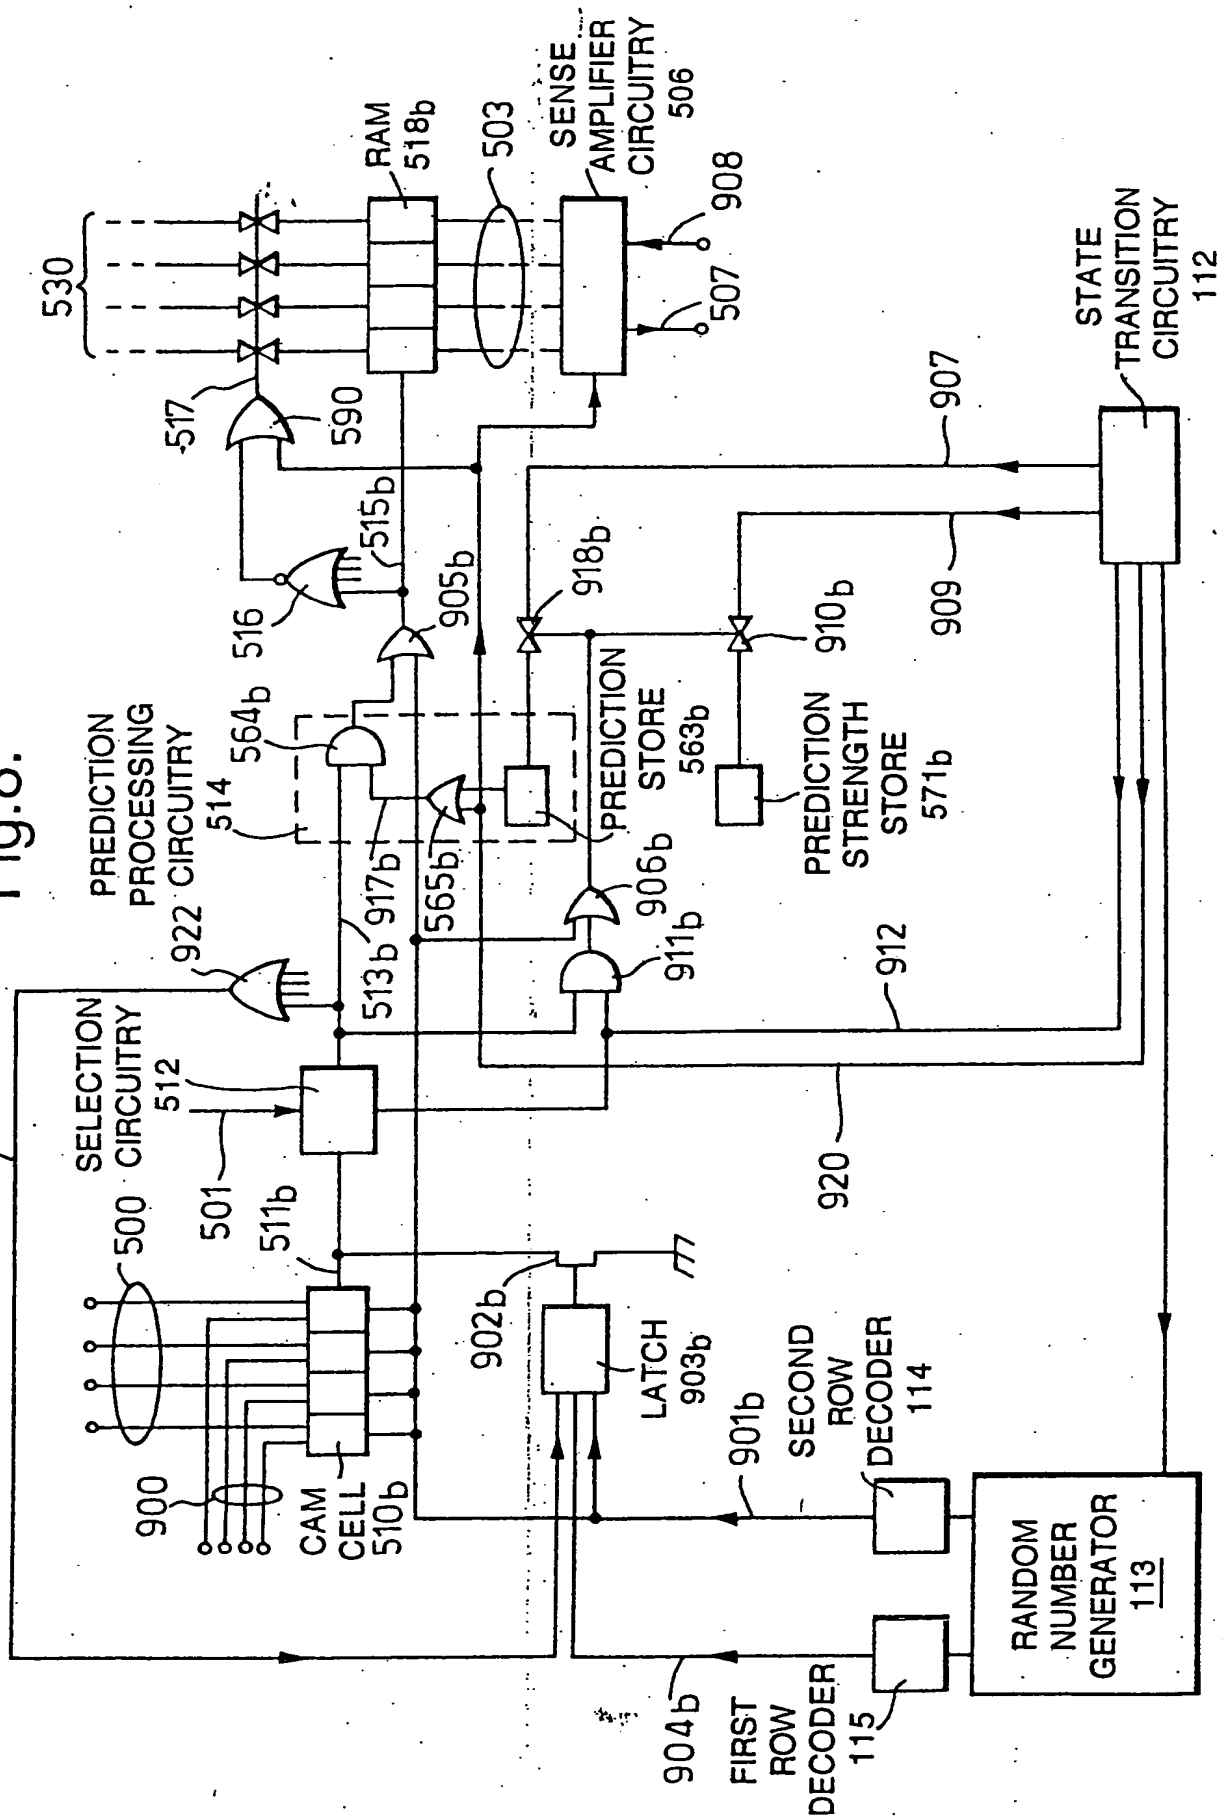 Fig.8.
530
517
590
RAM
518b
503
SENSE
AMPLIFIER
CIRCUITRY
506
908
507
516
515b
905b
PREDICTION
PROCESSING
CIRCUITRY
514
564b
922
513b
917b
565b
918b
PREDICTION
STORE
563b
906b
911b
910b
PREDICTION
STRENGTH
STORE
571b
907
909
STATE
TRANSITION
CIRCUITRY
112
SELECTION
CIRCUITRY
512
501
500
511b
900
CAM
CELL
510b
902b
LATCH
903b
912
920
901b
SECOND
ROW
DECODER
114
904b
FIRST
ROW
DECODER
115
RANDOM
NUMBER
GENERATOR
113